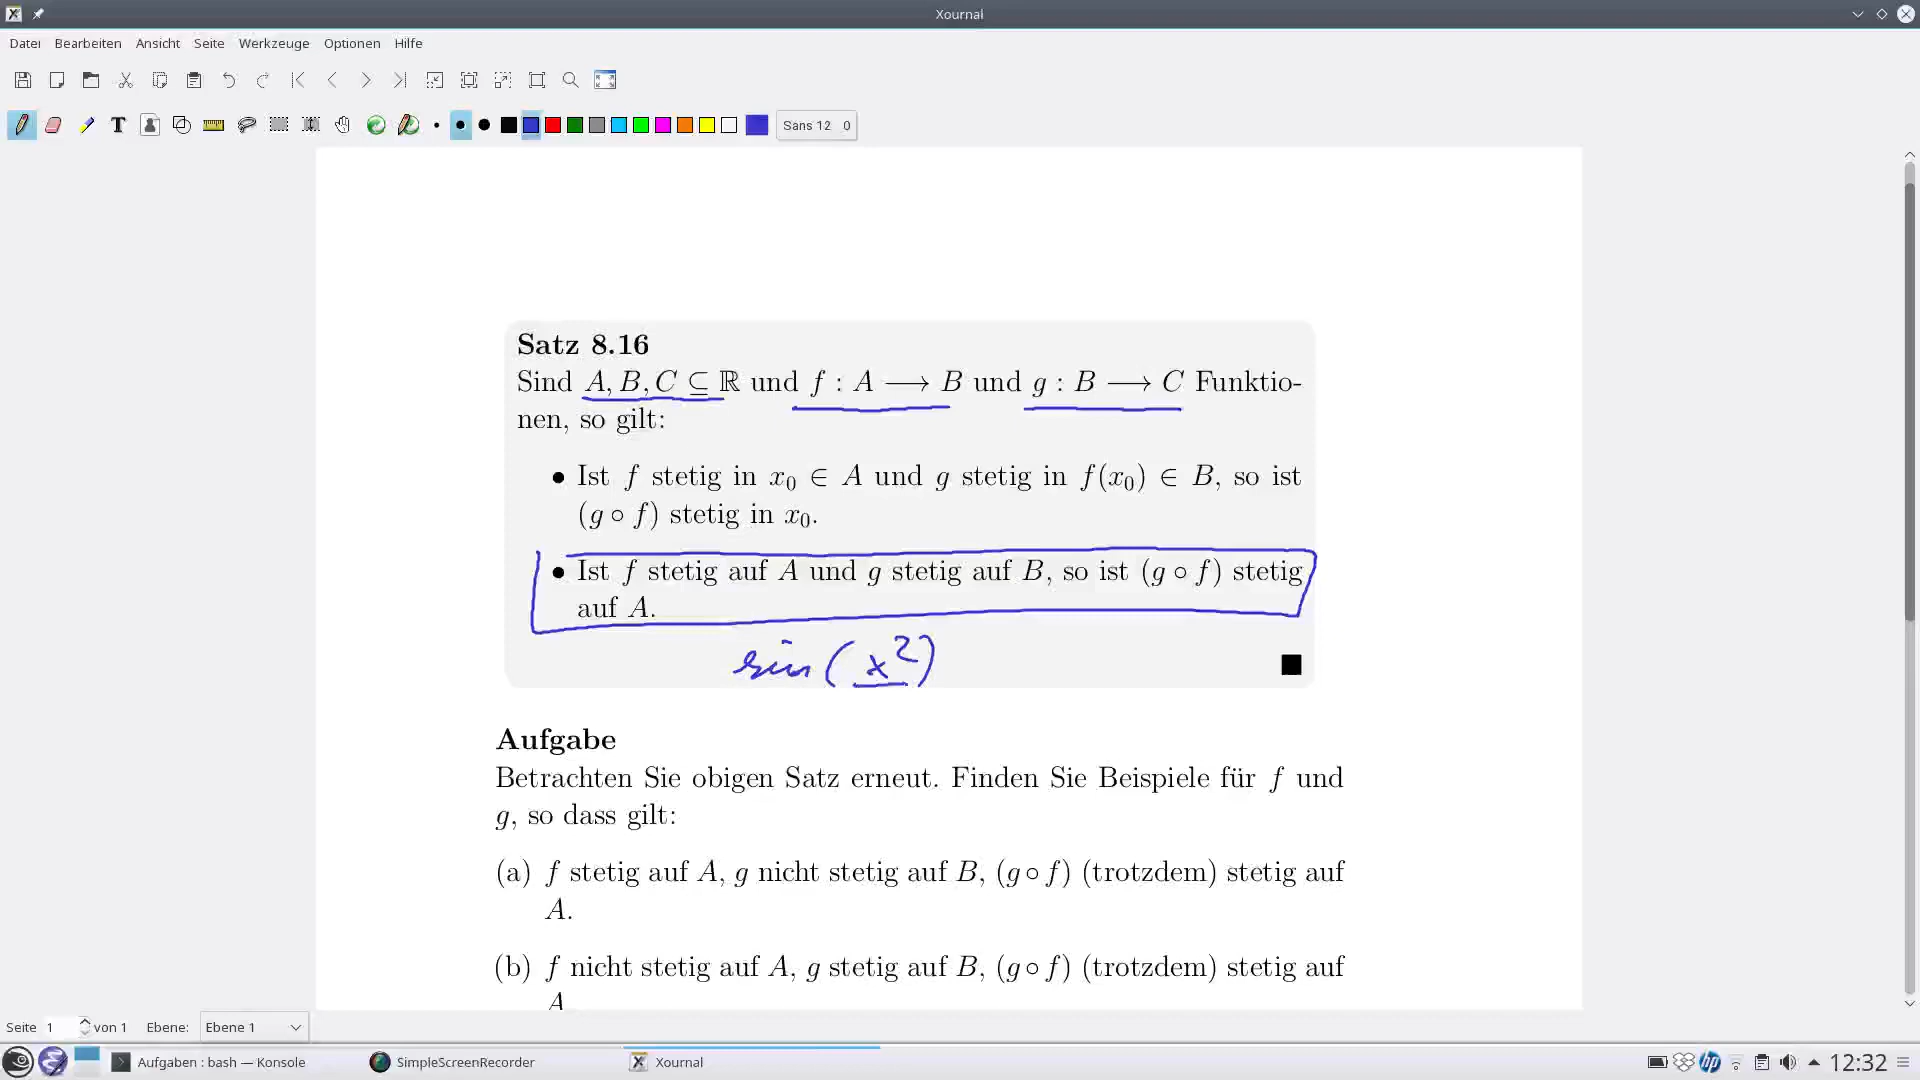 Xournal
Datei Bearbeiten Ansicht Seite Werkzeuge Optionen Hilfe
T Sans 12 0
Satz 8.16
Sind A, B, C ⊆ ℝ und f : A ⟶ B und g : B ⟶ C Funktio-
nen, so gilt:
• Ist f stetig in x₀ ∈ A und g stetig in f(x₀) ∈ B, so ist
(g ∘ f) stetig in x₀.
• Ist f stetig auf A und g stetig auf B, so ist (g ∘ f) stetig
auf A.
sin(x²)
Aufgabe
Betrachten Sie obigen Satz erneut. Finden Sie Beispiele für f und
g, so dass gilt:
(a) f stetig auf A, g nicht stetig auf B, (g ∘ f) (trotzdem) stetig auf
A.
(b) f nicht stetig auf A, g stetig auf B, (g ∘ f) (trotzdem) stetig auf
A
Seite 1 von 1 Ebene: Ebene 1
Aufgaben : bash — Konsole SimpleScreenRecorder Xournal hp 12:32